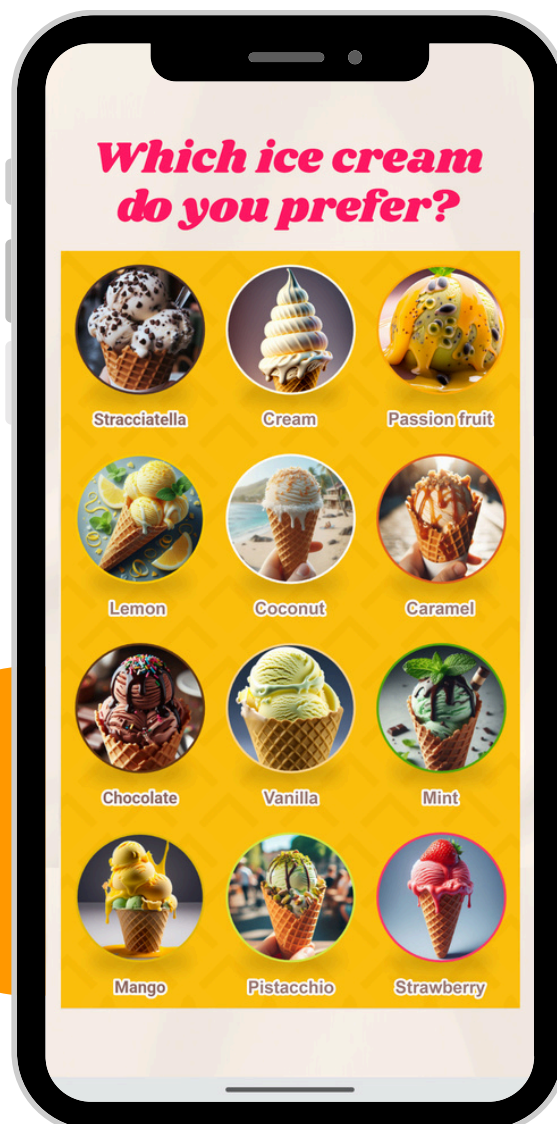 Which ice cream
do you prefer?
Stracciatella Cream Passion fruit
Lemon Coconut Caramel
Chocolate Vanilla Mint
Mango Pistacchio Strawberry